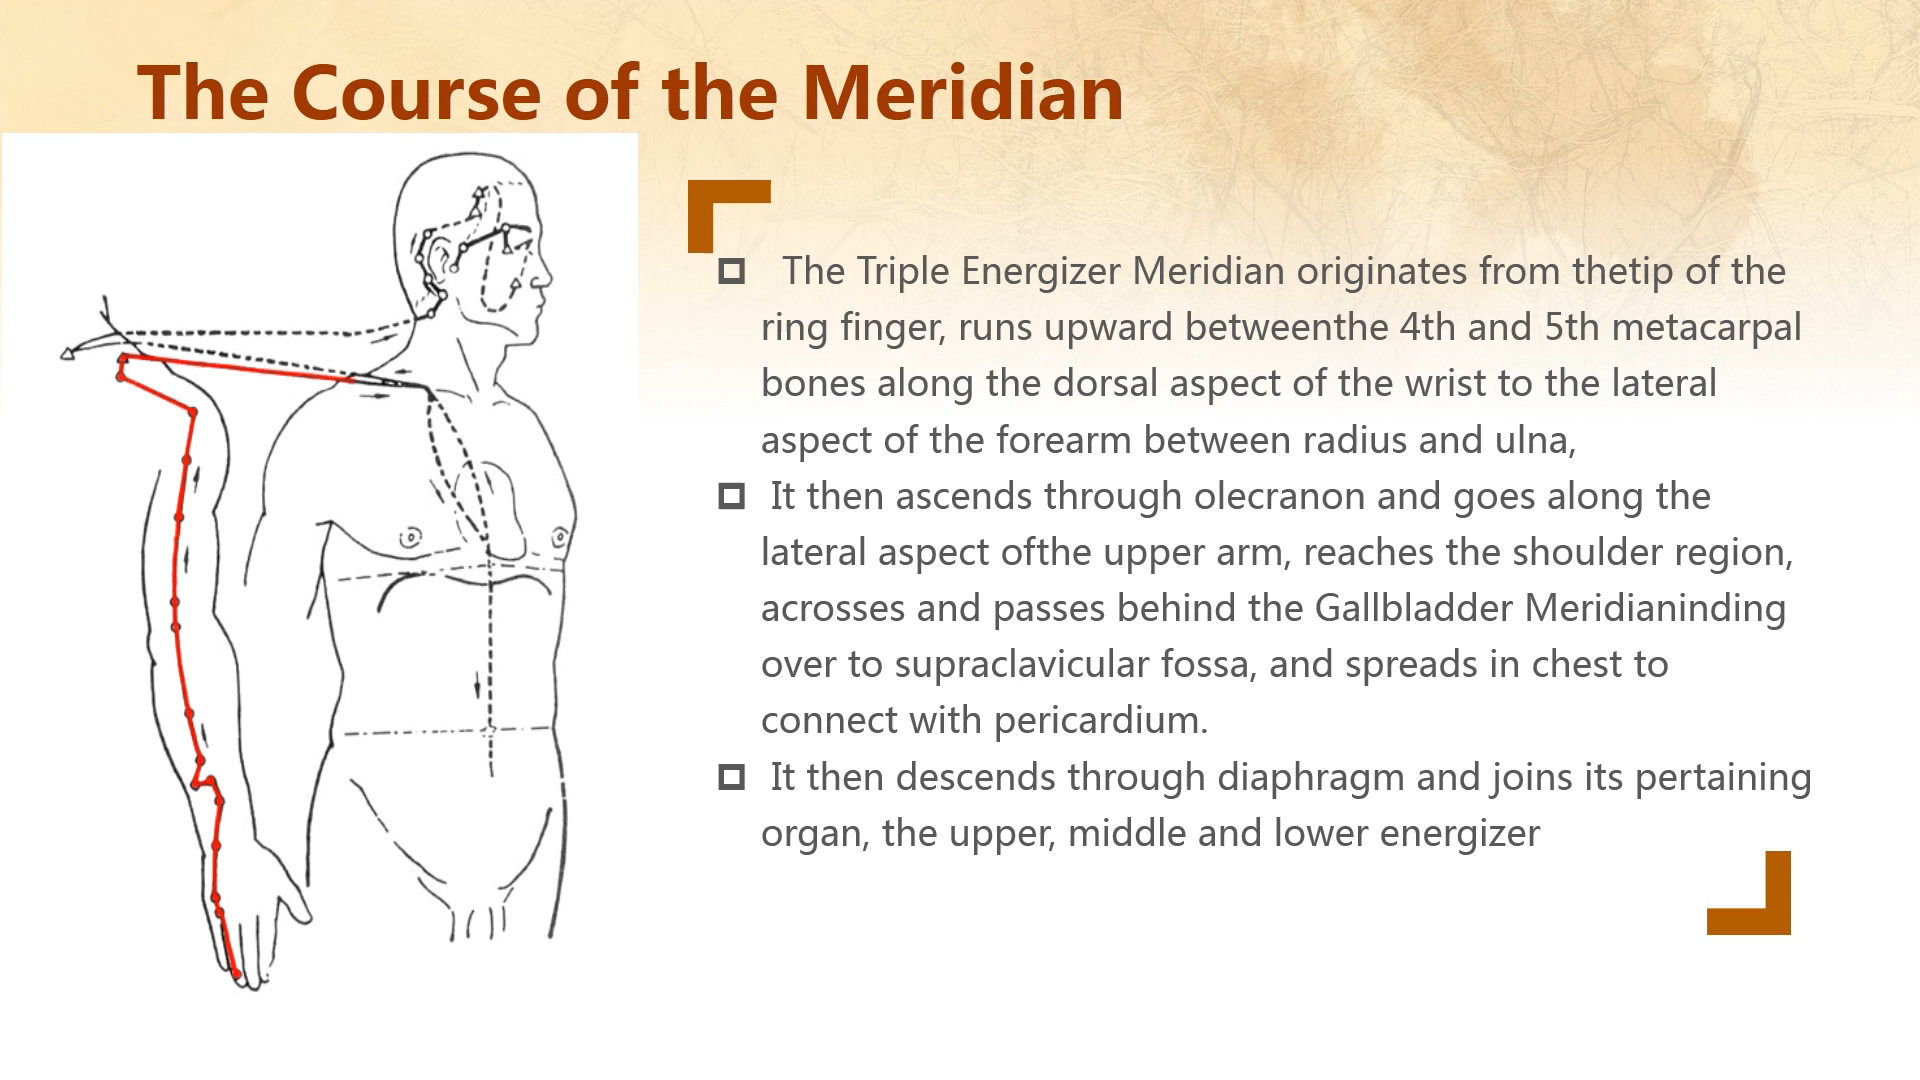 The Course of the Meridian
The Triple Energizer Meridian originates from thetip of the
ring finger, runs upward betweenthe 4th and 5th metacarpal
bones along the dorsal aspect of the wrist to the lateral
aspect of the forearm between radius and ulna,
It then ascends through olecranon and goes along the
lateral aspect ofthe upper arm, reaches the shoulder region,
acrosses and passes behind the Gallbladder Meridianinding
over to supraclavicular fossa, and spreads in chest to
connect with pericardium.
It then descends through diaphragm and joins its pertaining
organ, the upper, middle and lower energizer